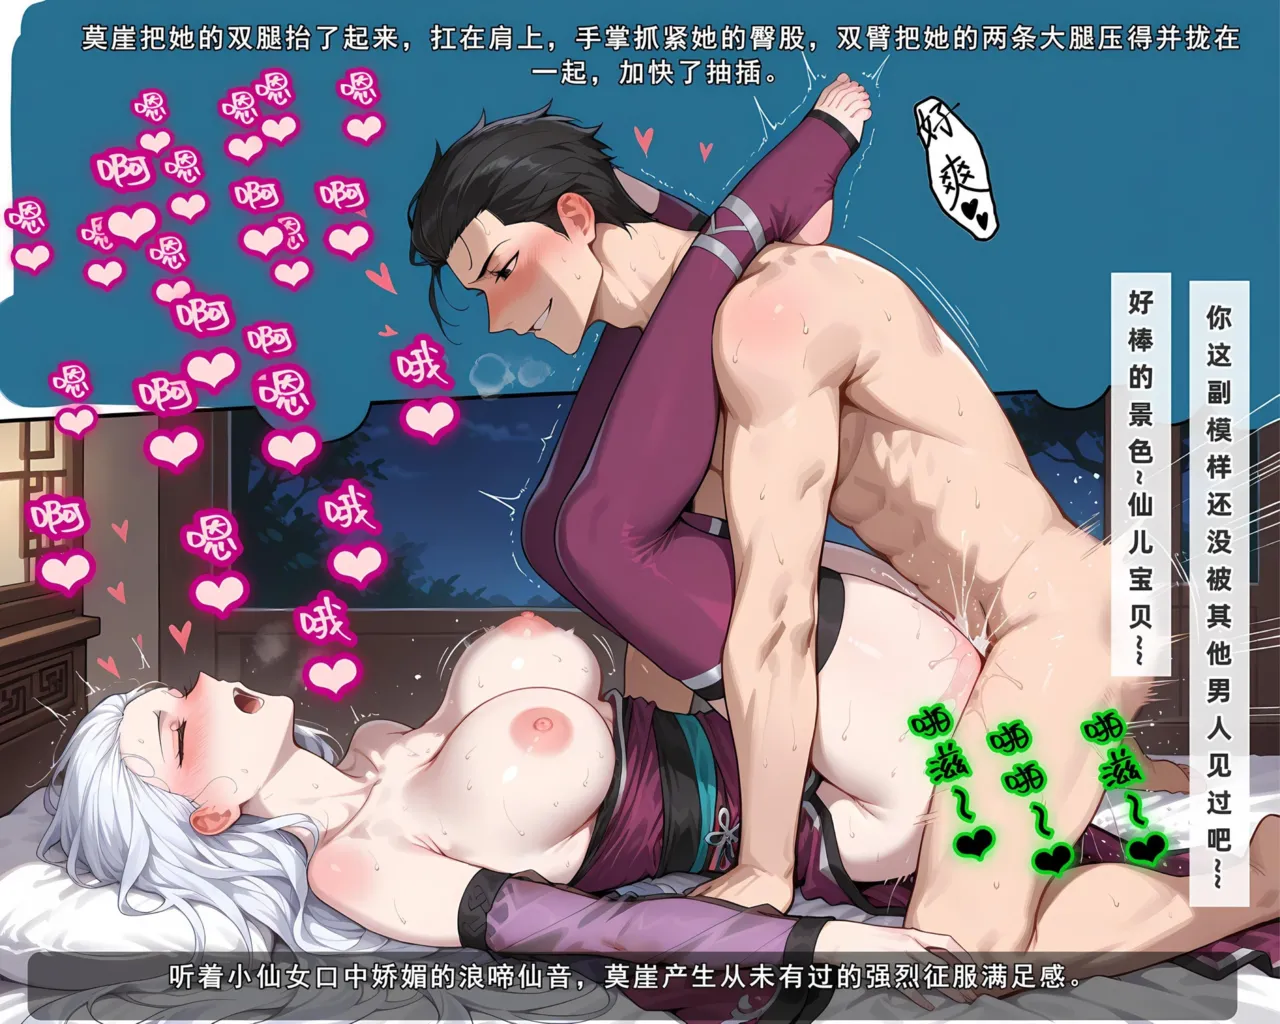 莫崖把她的双腿抬了起来，扛在肩上，手掌抓紧她的臀股，双臂把她的两条大腿压得并拢在
一起，加快了抽插。
嗯
嗯
嗯
嗯
啊
嗯
啊
啊
嗯
嗯
嗯
嗯
啊
啊
嗯
啊
嗯
哦
啊
嗯
哦
哦
好爽
你这副模样还没被其他男人见过吧~
好棒的景色~仙儿宝贝~~
啪滋~
啪啪~
啪滋~
听着小仙女口中娇媚的浪啼仙音，莫崖产生从未有过的强烈征服满足感。